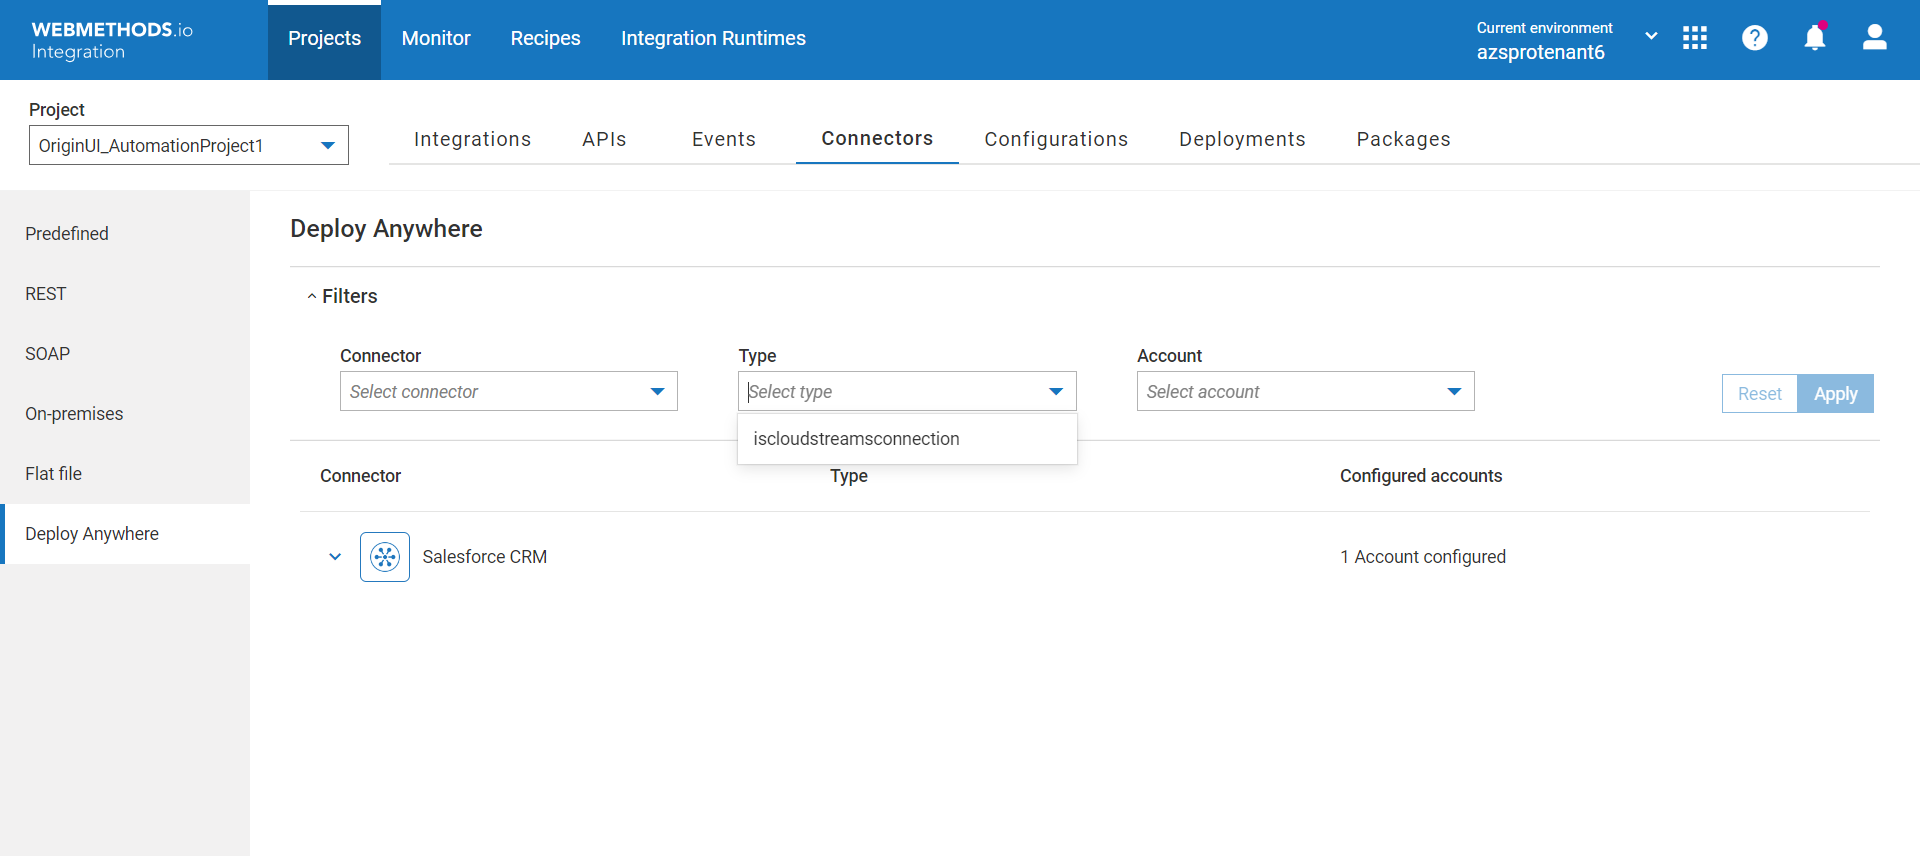 WEBMETHODS.io
Integration
Projects
Monitor
Recipes
Integration Runtimes
Current environment
azsprotenant6
Project
OriginUI_AutomationProject1
Integrations
APIs
Events
Connectors
Configurations
Deployments
Packages
Predefined
REST
SOAP
On-premises
Flat file
Deploy Anywhere
Deploy Anywhere
Filters
Connector
Type
Account
Select connector
Select type
Select account
Reset
Apply
iscloudstreamsconnection
Connector
Type
Configured accounts
Salesforce CRM
1 Account configured